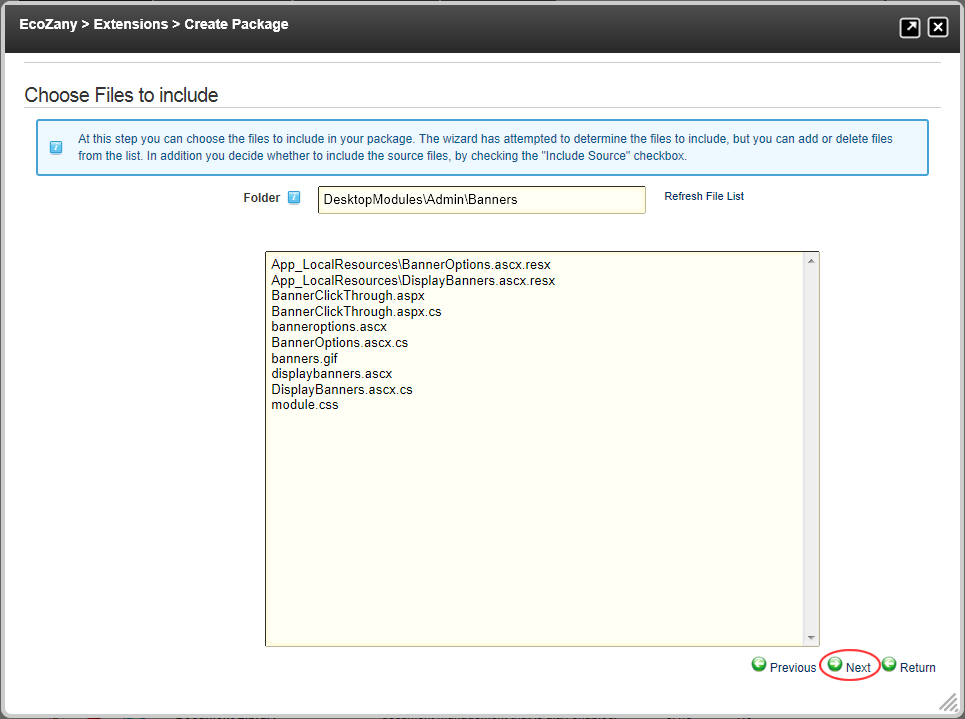 EcoZany > Extensions > Create Package
Choose Files to include
At this step you can choose the files to include in your package. The wizard has attempted to determine the files to include, but you can add or delete files
from the list. In addition you decide whether to include the source files, by checking the "Include Source" checkbox.
Folder DesktopModules\Admin\Banners Refresh File List
App_LocalResources\BannerOptions.ascx.resx
App_LocalResources\DisplayBanners.ascx.resx
BannerClickThrough.aspx
BannerClickThrough.aspx.cs
banneroptions.ascx
BannerOptions.ascx.cs
banners.gif
displaybanners.ascx
DisplayBanners.ascx.cs
module.css
Previous Next Return